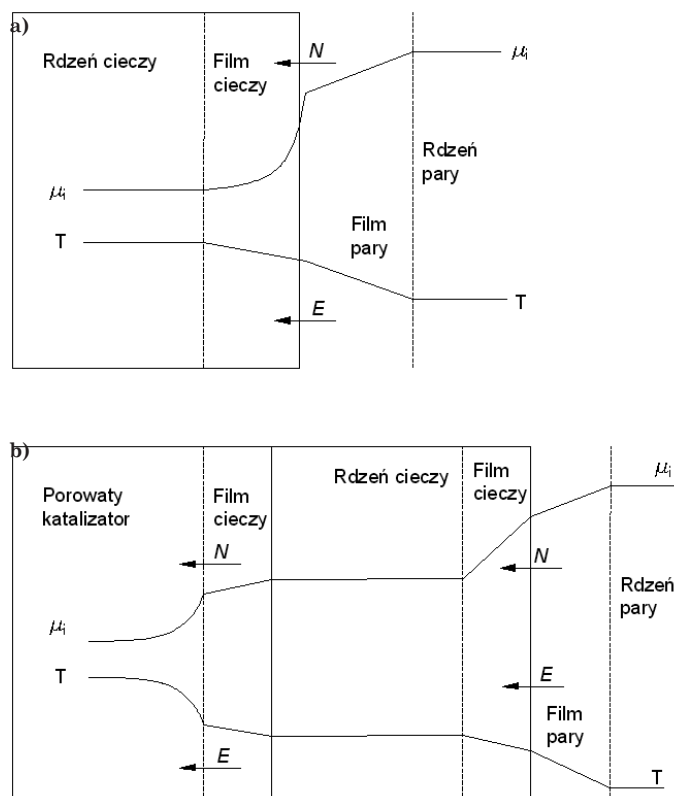 a)
Rdzeń cieczy
Film
cieczy
N
μi
Rdzeń
pary
μi
T
Film
pary
T
E
b)
Porowaty
katalizator
Film
cieczy
Rdzeń cieczy
Film
cieczy
μi
N
N
Rdzeń
pary
μi
T
E
Film
pary
E
T